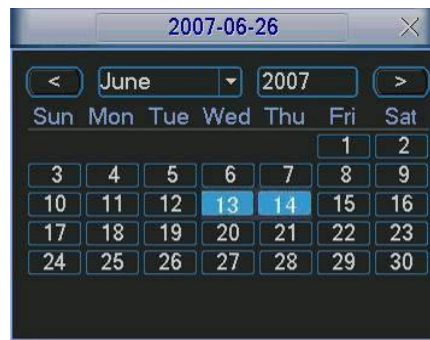 2007-06-26
< June 2007 >
Sun Mon Tue Wed Thu Fri Sat
1 2
3 4 5 6 7 8 9
10 11 12 13 14 15 16
17 18 19 20 21 22 23
24 25 26 27 28 29 30